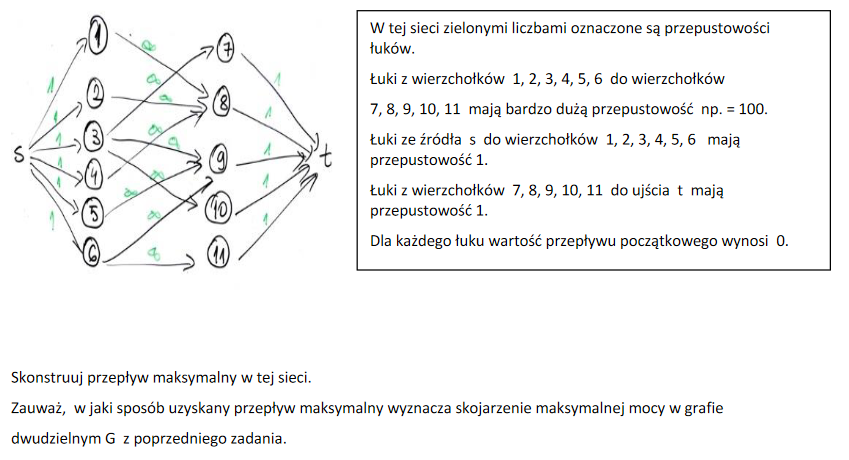 W tej sieci zielonymi liczbami oznaczone są przepustowości
łuków.
Łuki z wierzchołków 1, 2, 3, 4, 5, 6 do wierzchołków
7, 8, 9, 10, 11 mają bardzo dużą przepustowość np. = 100.
Łuki ze źródła s do wierzchołków 1, 2, 3, 4, 5, 6 mają
przepustowość 1.
Łuki z wierzchołków 7, 8, 9, 10, 11 do ujścia t mają
przepustowość 1.
Dla każdego łuku wartość przepływu początkowego wynosi 0.
s
1
2
3
4
5
6
7
8
9
10
11
t
1
1
1
1
1
1
∞
∞
∞
∞
∞
∞
∞
∞
∞
1
1
1
1
1
Skonstruuj przepływ maksymalny w tej sieci.
Zauważ, w jaki sposób uzyskany przepływ maksymalny wyznacza skojarzenie maksymalnej mocy w grafie
dwudzielnym G z poprzedniego zadania.